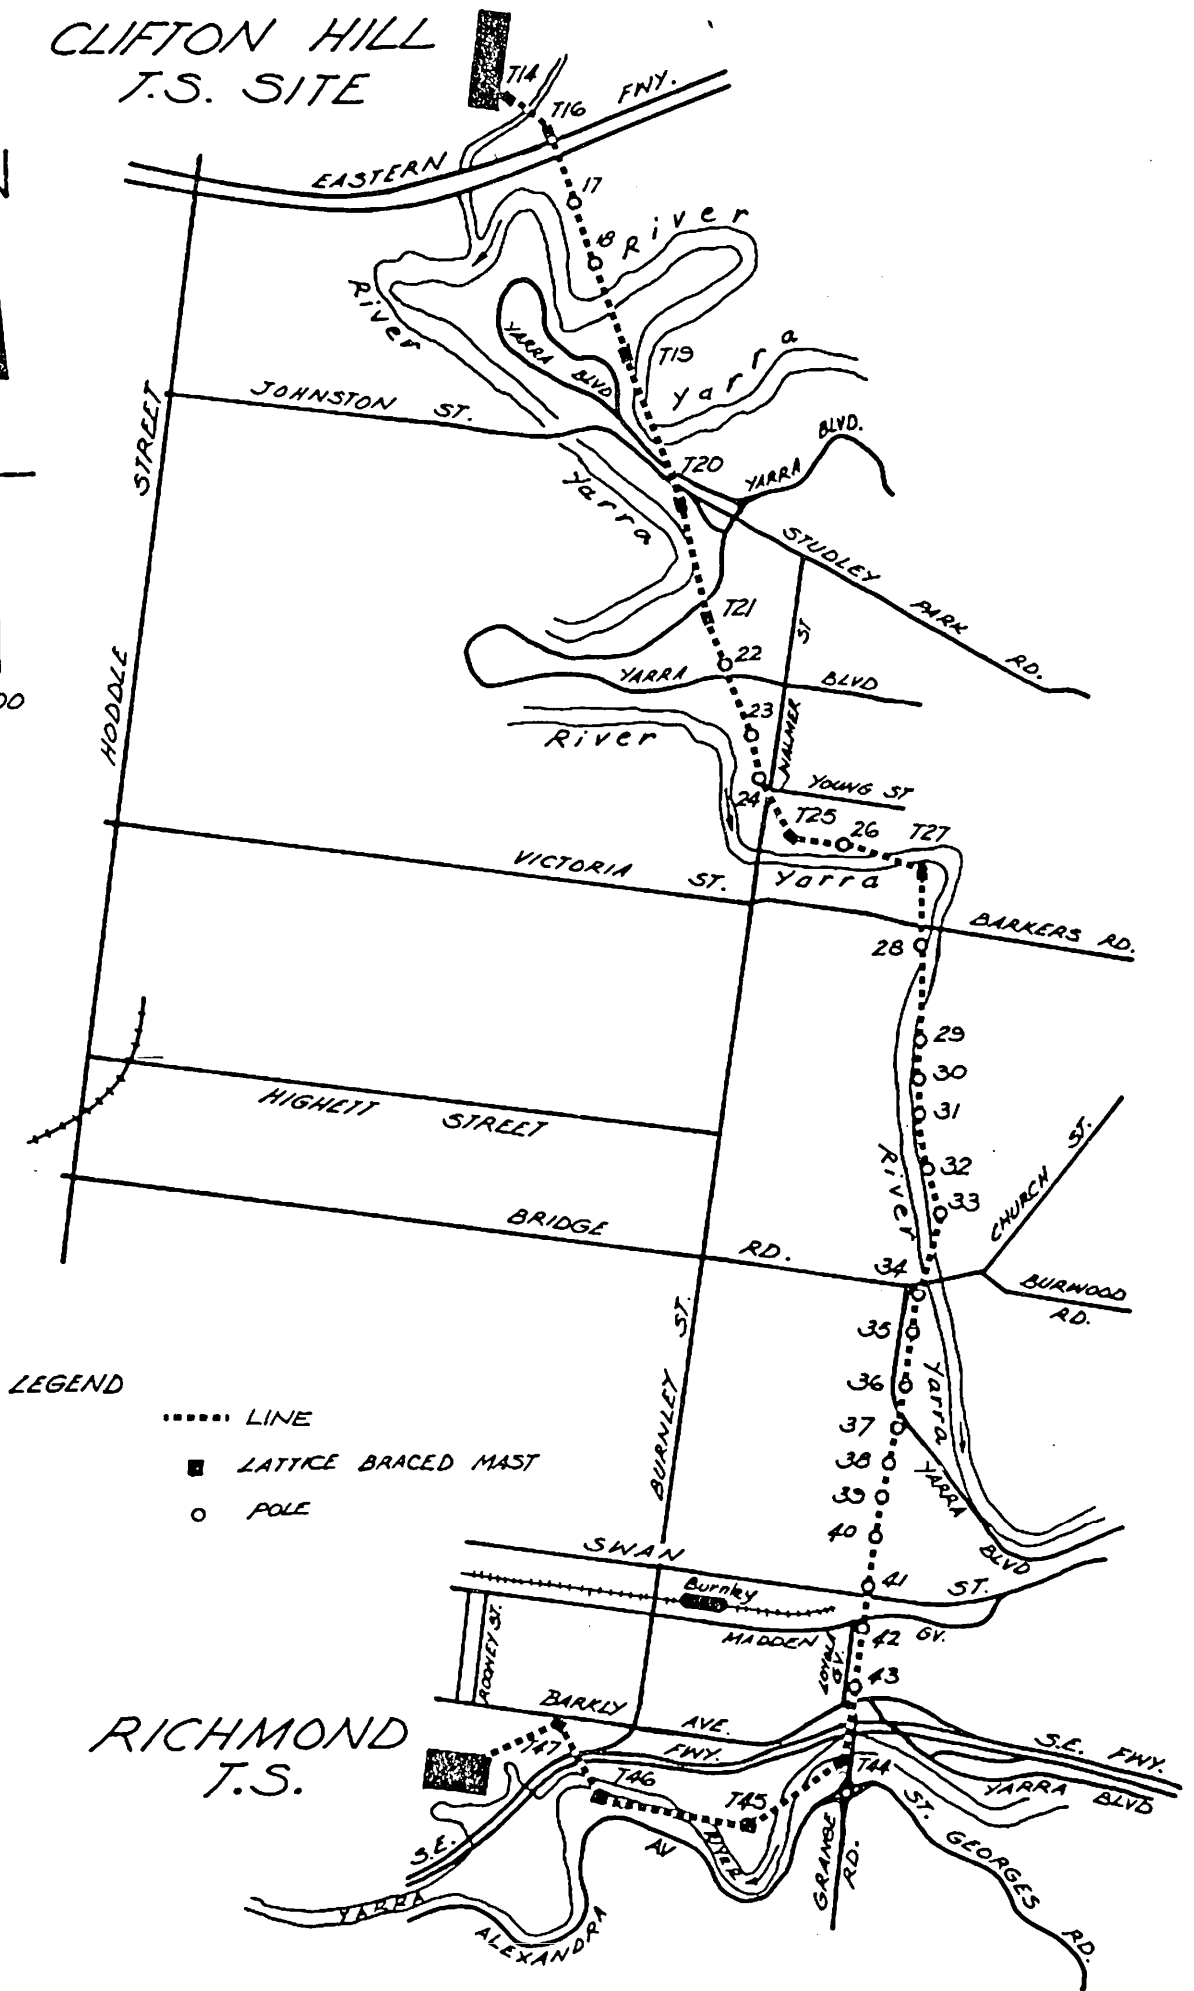 CLIFTON HILL
T.S. SITE
T14
T16
FWY.
EASTERN
17
18
River
River
T19
Yarra
YARRA
BLVD
JOHNSTON ST.
STREET
HODDLE
T20
YARRA
BLVD.
Yarra
STUDLEY
PARK
RD.
T21
ST
22
YARRA
BLVD
00
23
River
WALMER
24
YOUNG ST
T25
26
T27
VICTORIA
ST.
Yarra
BARKERS RD.
28
29
30
31
HIGHETT
STREET
32
33
River
CHURCH
ST.
BRIDGE
RD.
34
BURWOOD
RD.
35
ST.
BURNLEY
36
Yarra
37
38
39
40
YARRA
BLVD
LEGEND
LINE
LATTICE BRACED MAST
POLE
SWAN
ST.
41
Burnley
MADDEN
GV.
42
ROONEY ST.
LOYALA
GV.
43
BARKLY
AVE.
RICHMOND
T.S.
FWY.
S.E. FWY.
T47
T46
T45
T44
YARRA
BLVD
S.E.
AV
RIVER
GRANGE
RD.
ST.
GEORGES
RD.
YARRA
ALEXANDRA